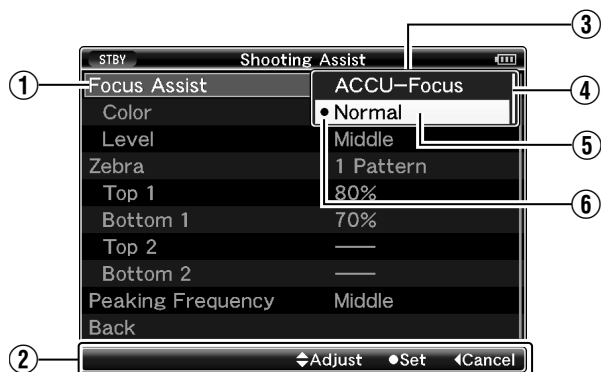 ③
STBY Shooting Assist
① Focus Assist ACCU-Focus ④
Color • Normal
Level Middle ⑤
Zebra 1 Pattern
Top 1 80% ⑥
Bottom 1 70%
Top 2 ——
Bottom 2 ——
Peaking Frequency Middle
Back
② Adjust ●Set Cancel